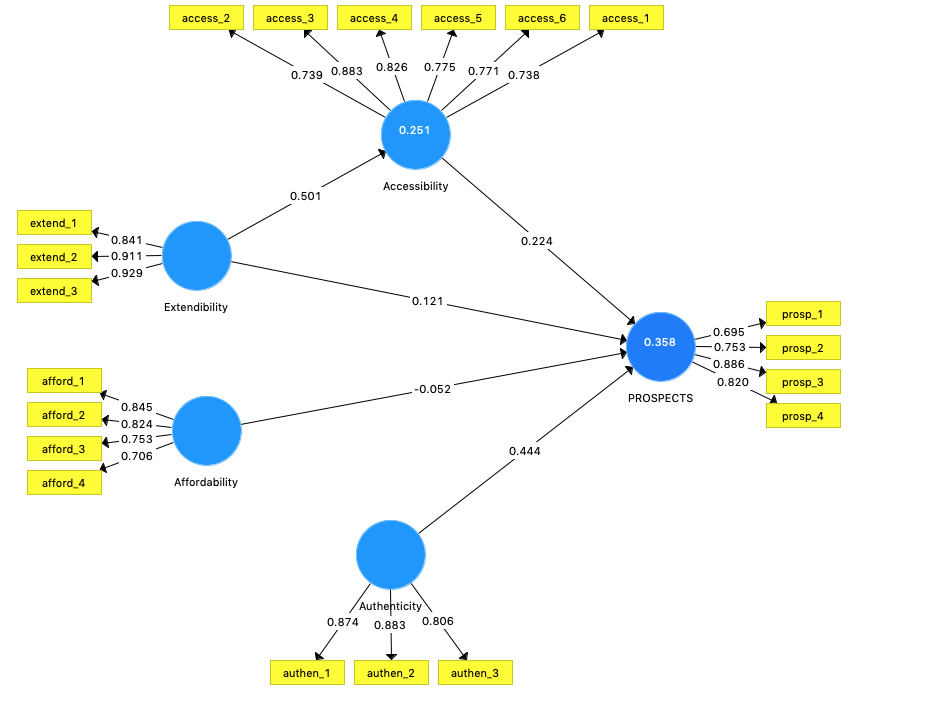 access_2 access_3 access_4 access_5 access_6 access_1
0.739 0.883 0.826 0.775 0.771 0.738
0.251
Accessibility
0.501
0.224
extend_1
extend_2
extend_3
0.841
0.911
0.929
Extendibility
0.121
prosp_1
prosp_2
prosp_3
prosp_4
0.695
0.753
0.886
0.820
0.358
PROSPECTS
afford_1
afford_2
afford_3
afford_4
0.845
0.824
0.753
0.706
Affordability
-0.052
0.444
Authenticity
0.874 0.883 0.806
authen_1 authen_2 authen_3